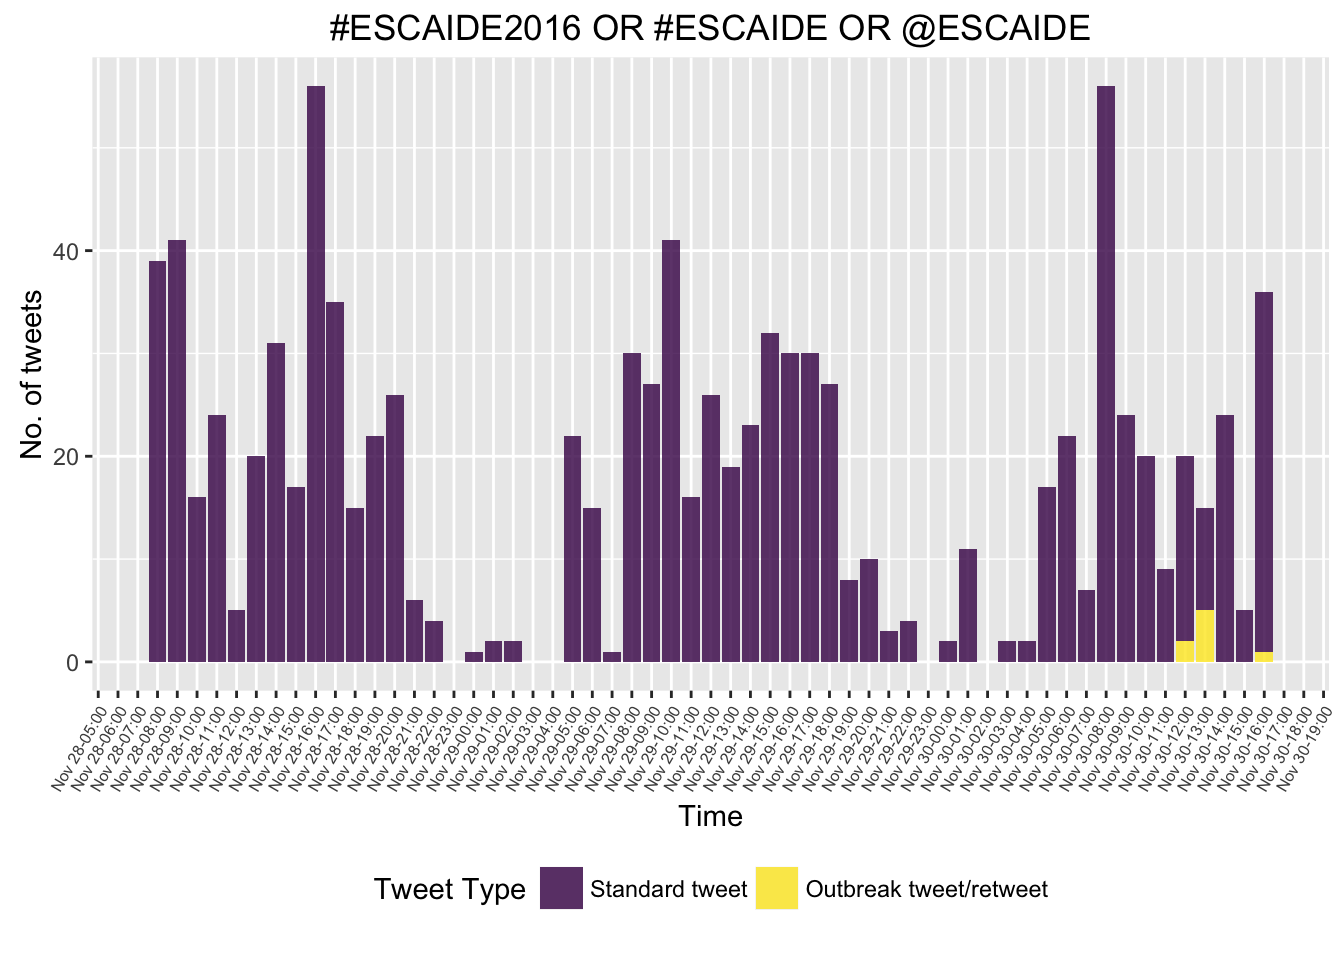 #ESCAIDE2016 OR #ESCAIDE OR @ESCAIDE
No. of tweets
40
20
0
Nov 28-05:00
Nov 28-06:00
Nov 28-07:00
Nov 28-08:00
Nov 28-09:00
Nov 28-10:00
Nov 28-11:00
Nov 28-12:00
Nov 28-13:00
Nov 28-14:00
Nov 28-15:00
Nov 28-16:00
Nov 28-17:00
Nov 28-18:00
Nov 28-19:00
Nov 28-20:00
Nov 28-21:00
Nov 28-22:00
Nov 28-23:00
Nov 29-00:00
Nov 29-01:00
Nov 29-02:00
Nov 29-03:00
Nov 29-04:00
Nov 29-05:00
Nov 29-06:00
Nov 29-07:00
Nov 29-08:00
Nov 29-09:00
Nov 29-10:00
Nov 29-11:00
Nov 29-12:00
Nov 29-13:00
Nov 29-14:00
Nov 29-15:00
Nov 29-16:00
Nov 29-17:00
Nov 29-18:00
Nov 29-19:00
Nov 29-20:00
Nov 29-21:00
Nov 29-22:00
Nov 29-23:00
Nov 30-00:00
Nov 30-01:00
Nov 30-02:00
Nov 30-03:00
Nov 30-04:00
Nov 30-05:00
Nov 30-06:00
Nov 30-07:00
Nov 30-08:00
Nov 30-09:00
Nov 30-10:00
Nov 30-11:00
Nov 30-12:00
Nov 30-13:00
Nov 30-14:00
Nov 30-15:00
Nov 30-16:00
Nov 30-17:00
Nov 30-18:00
Nov 30-19:00
Time
Tweet Type Standard tweet Outbreak tweet/retweet